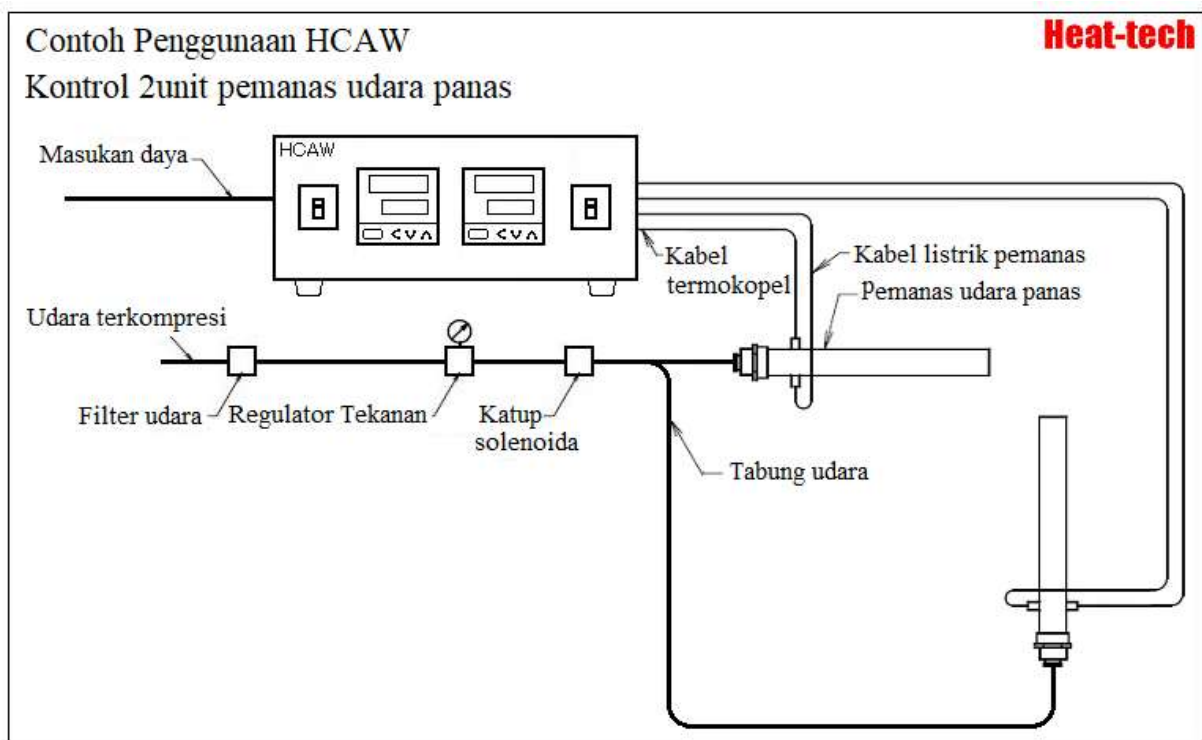 Contoh Penggunaan HCAW
Heat-tech
Kontrol 2unit pemanas udara panas
Masukan daya
HCAW
Kabel
termokopel
Kabel listrik pemanas
Pemanas udara panas
Udara terkompresi
Filter udara
Regulator Tekanan
Katup
solenoida
Tabung udara